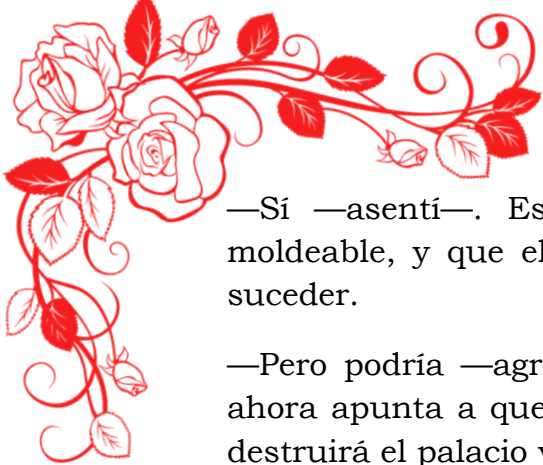 —Sí —asentí—. Es
moldeable, y que el
suceder.
—Pero podría —agr
ahora apunta a que
destruirá el palacio